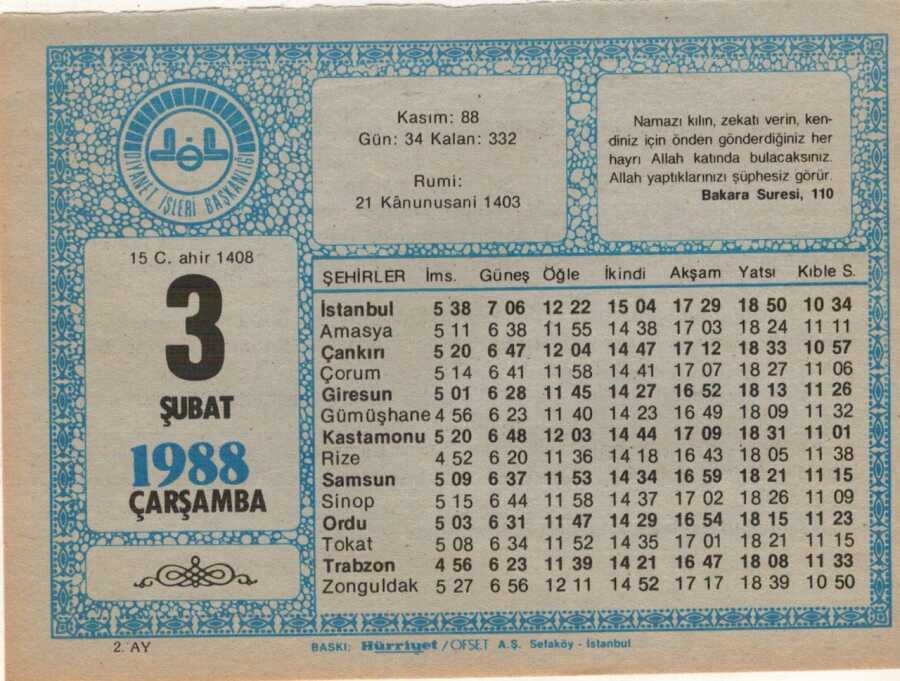 DİYANET İŞLERİ BAŞKANLIĞI
Kasım: 88
Gün: 34 Kalan: 332
Rumi:
21 Kânunusani 1403
Namazı kılın, zekatı verin, ken-
diniz için önden gönderdiğiniz her
hayrı Allah katında bulacaksınız.
Allah yaptıklarınızı şüphesiz görür.
Bakara Suresi, 110
15 C. ahir 1408
3
ŞUBAT
1988
ÇARŞAMBA
ŞEHİRLER İms. Güneş Öğle İkindi Akşam Yatsı Kıble S.
İstanbul 5 38 7 06 12 22 15 04 17 29 18 50 10 34
Amasya 5 11 6 38 11 55 14 38 17 03 18 24 11 11
Çankırı 5 20 6 47 12 04 14 47 17 12 18 33 10 57
Çorum 5 14 6 41 11 58 14 41 17 07 18 27 11 06
Giresun 5 01 6 28 11 45 14 27 16 52 18 13 11 26
Gümüşhane 4 56 6 23 11 40 14 23 16 49 18 09 11 32
Kastamonu 5 20 6 48 12 03 14 44 17 09 18 31 11 01
Rize 4 52 6 20 11 36 14 18 16 43 18 05 11 38
Samsun 5 09 6 37 11 53 14 34 16 59 18 21 11 15
Sinop 5 15 6 44 11 58 14 37 17 02 18 26 11 09
Ordu 5 03 6 31 11 47 14 29 16 54 18 15 11 23
Tokat 5 08 6 34 11 52 14 35 17 01 18 21 11 15
Trabzon 4 56 6 23 11 39 14 21 16 47 18 08 11 33
Zonguldak 5 27 6 56 12 11 14 52 17 17 18 39 10 50
2. AY
BASKI: Hürriyet / OFSET A.Ş. Sefaköy - İstanbul